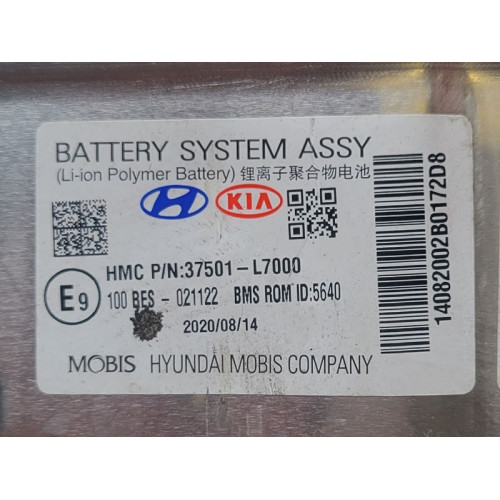 BATTERY SYSTEM ASSY
(Li-ion Polymer Battery) 锂离子聚合物电池
KIA
HMC P/N:37501-L7000
E9
100 BES - 021122 BMS ROM ID:5640
2020/08/14
MOBIS HYUNDAI MOBIS COMPANY
14082002B0172D8